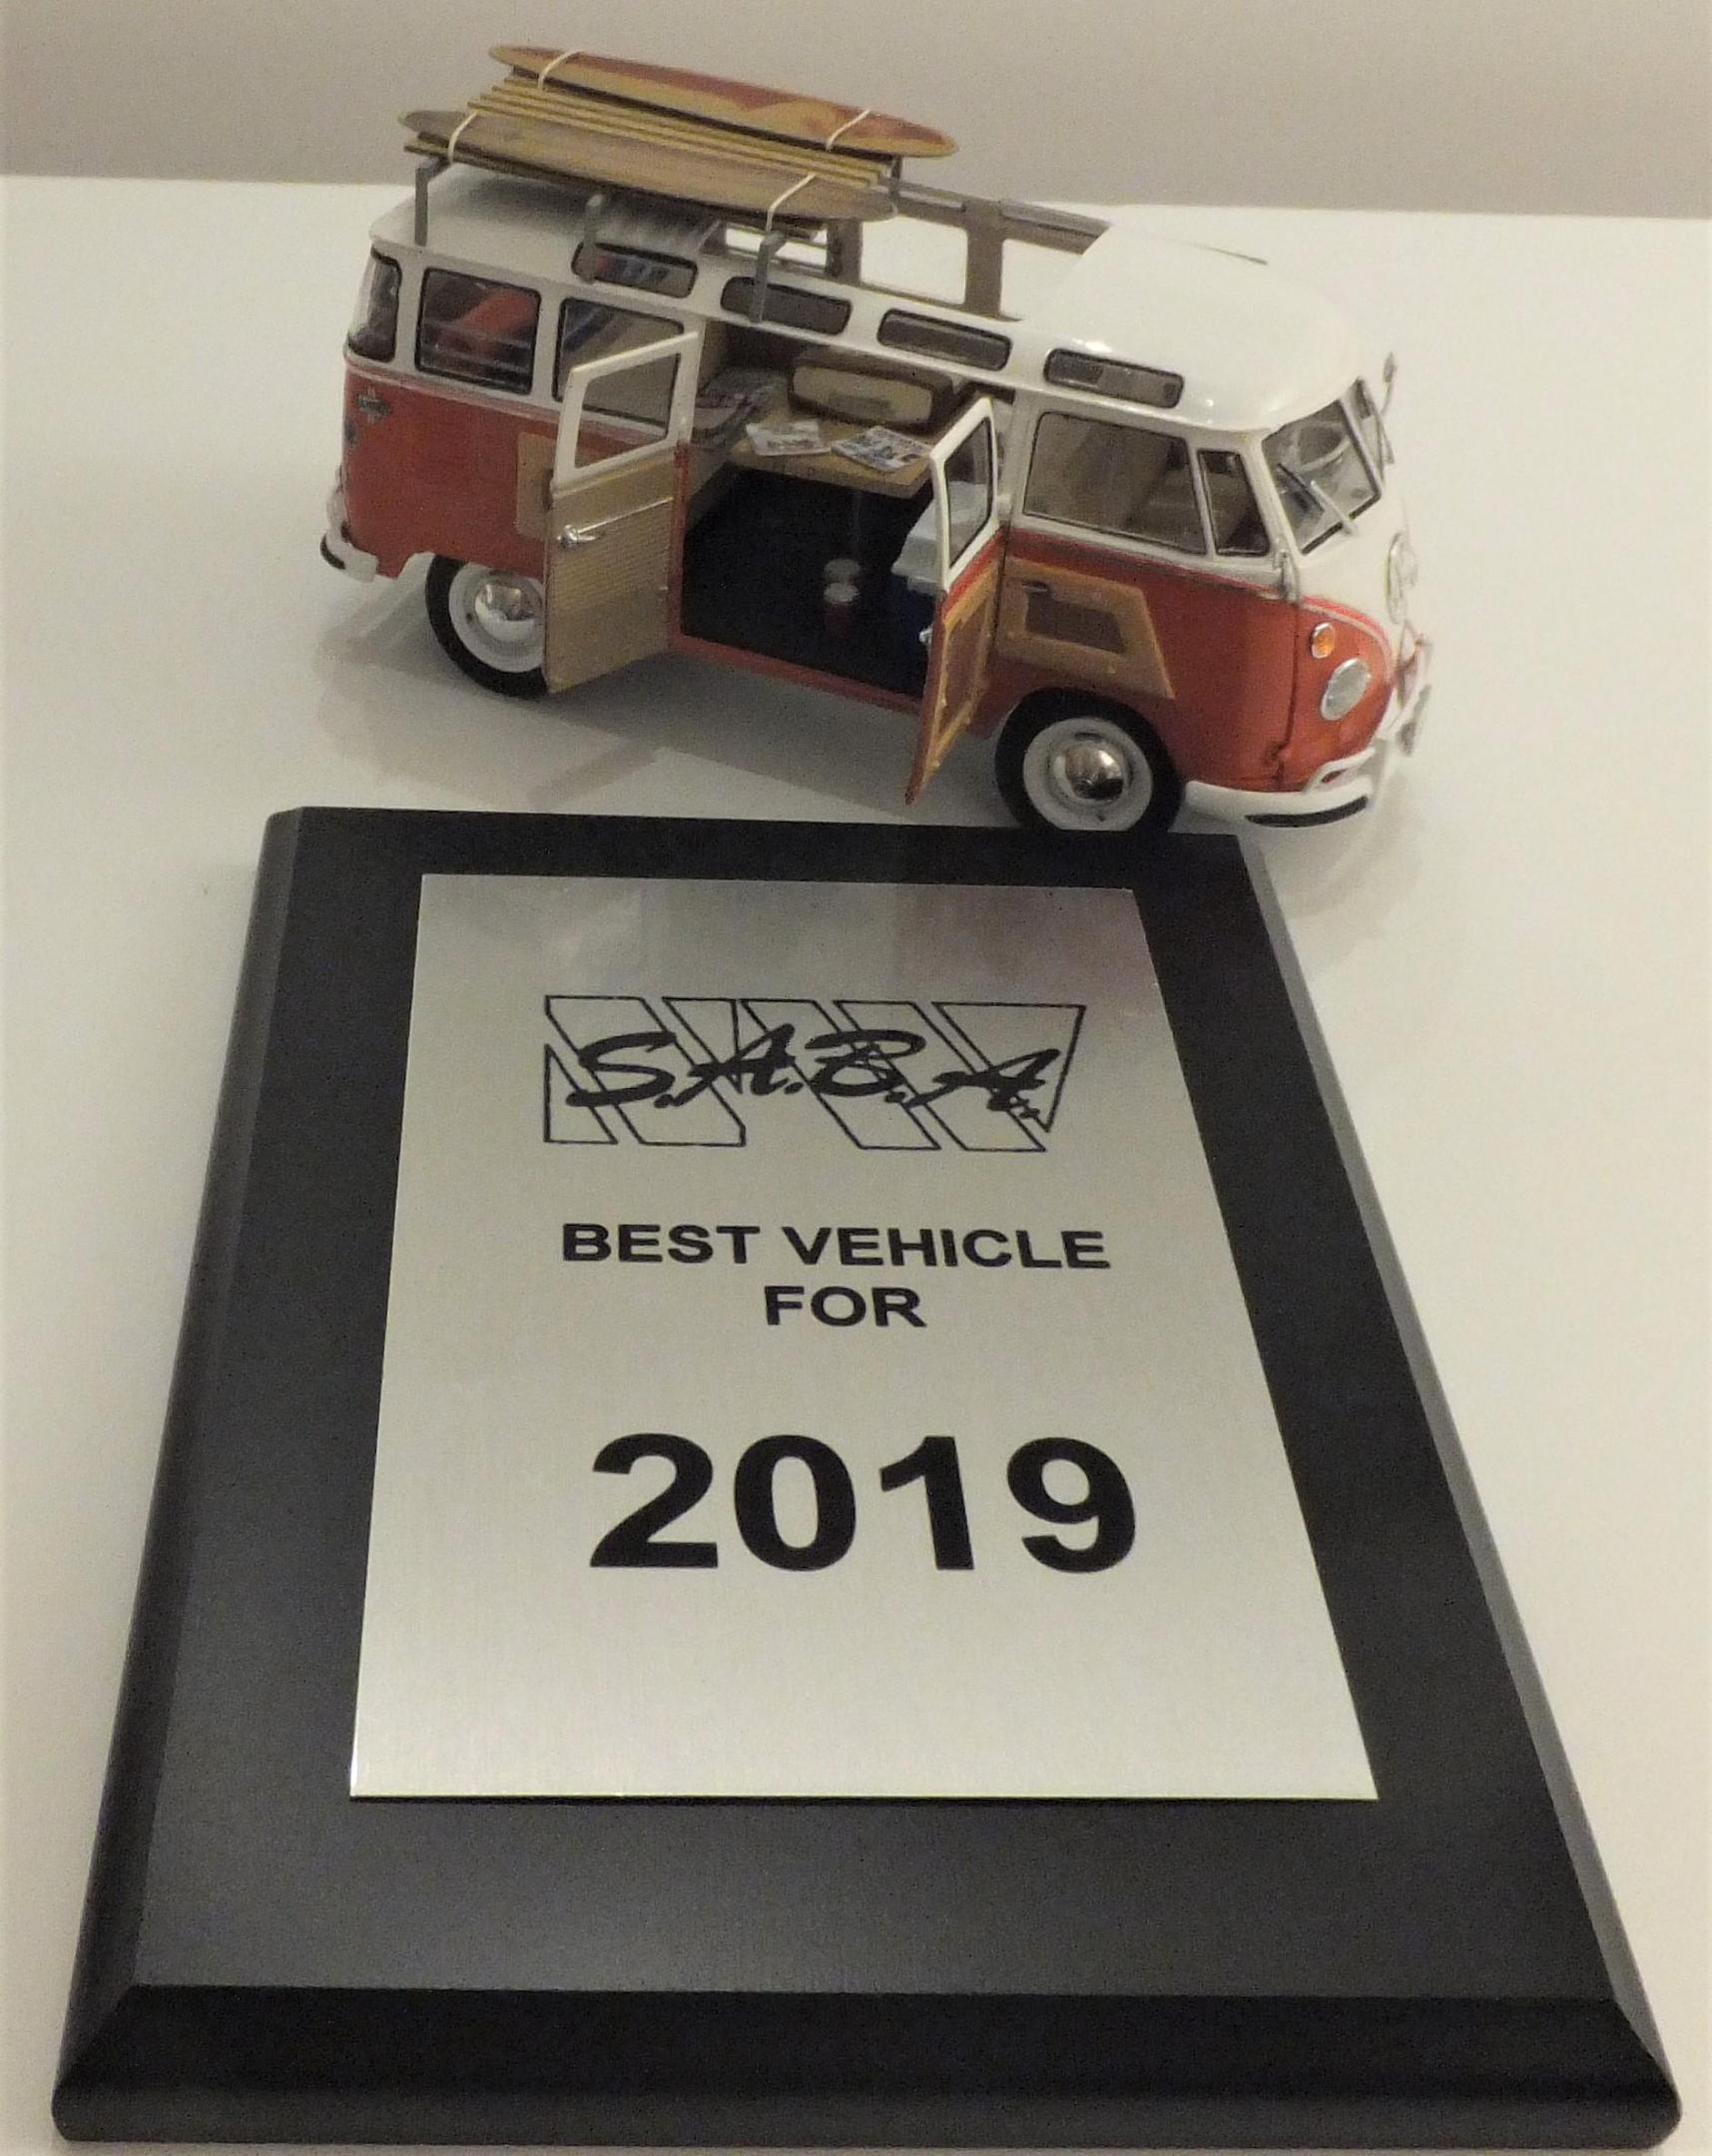 S.A.B.A.
BEST VEHICLE
FOR
2019